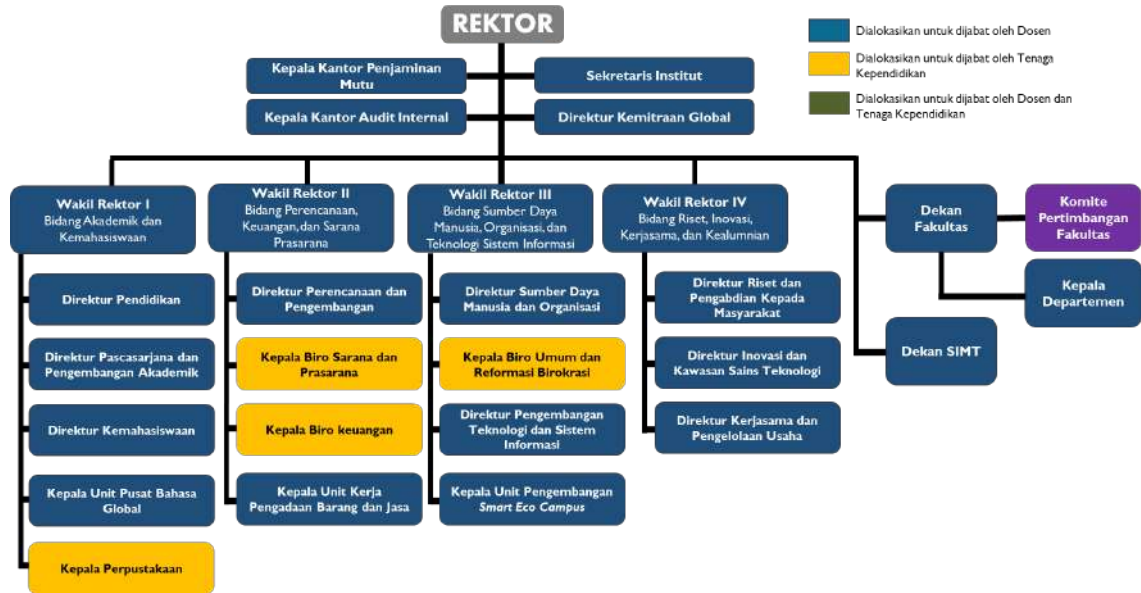 REKTOR
Dialokasikan untuk dijabat oleh Dosen
Dialokasikan untuk dijabat oleh Tenaga
Kependidikan
Dialokasikan untuk dijabat oleh Dosen dan
Tenaga Kependidikan
Kepala Kantor Penjaminan
Mutu
Sekretaris Institut
Kepala Kantor Audit Internal
Direktur Kemitraan Global
Wakil Rektor I
Bidang Akademik dan
Kemahasiswaan
Wakil Rektor II
Bidang Perencanaan,
Keuangan, dan Sarana
Prasarana
Wakil Rektor III
Bidang Sumber Daya
Manusia, Organisasi, dan
Teknologi Sistem Informasi
Wakil Rektor IV
Bidang Riset, Inovasi,
Kerjasama, dan Kealumnian
Dekan
Fakultas
Komite
Pertimbangan
Fakultas
Kepala
Departemen
Dekan SIMT
Direktur Pendidikan
Direktur Pascasarjana dan
Pengembangan Akademik
Direktur Kemahasiswaan
Kepala Unit Pusat Bahasa
Global
Kepala Perpustakaan
Direktur Perencanaan dan
Pengembangan
Kepala Biro Sarana dan
Prasarana
Kepala Biro keuangan
Kepala Unit Kerja
Pengadaan Barang dan Jasa
Direktur Sumber Daya
Manusia dan Organisasi
Kepala Biro Umum dan
Reformasi Birokrasi
Direktur Pengembangan
Teknologi dan Sistem
Informasi
Kepala Unit Pengembangan
Smart Eco Campus
Direktur Riset dan
Pengabdian Kepada
Masyarakat
Direktur Inovasi dan
Kawasan Sains Teknologi
Direktur Kerjasama dan
Pengelolaan Usaha